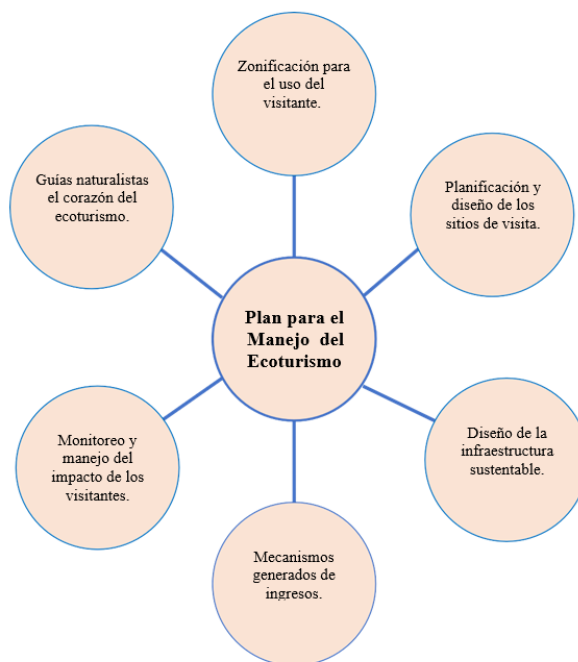 Zonificación para
el uso del
visitante.
Guías naturalistas
el corazón del
ecoturismo.
Planificación y
diseño de los
sitios de visita.
Plan para el
Manejo del
Ecoturismo
Monitoreo y
manejo del
impacto de los
visitantes.
Diseño de la
infraestructura
sustentable.
Mecanismos
generados de
ingresos.